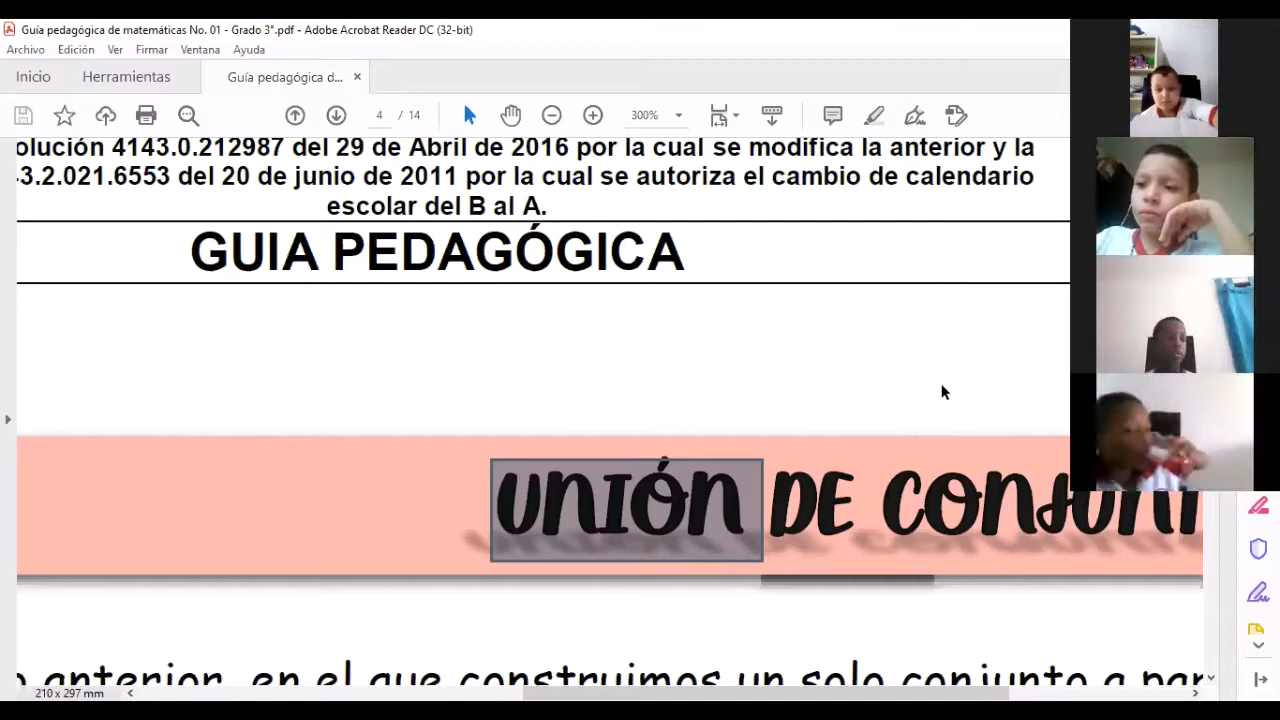 Guía pedagógica de matemáticas No. 01 - Grado 3°.pdf - Adobe Acrobat Reader DC (32-bit)
Archivo Edición Ver Firmar Ventana Ayuda
Inicio Herramientas Guía pedagógica d... ×
4 / 14 300%
olución 4143.0.212987 del 29 de Abril de 2016 por la cual se modifica la anterior y la
3.2.021.6553 del 20 de junio de 2011 por la cual se autoriza el cambio de calendario
escolar del B al A.
GUIA PEDAGÓGICA
UNIÓN DE CONJUNT
o anterior, en el que construimos un solo conjunto a par
210 x 297 mm